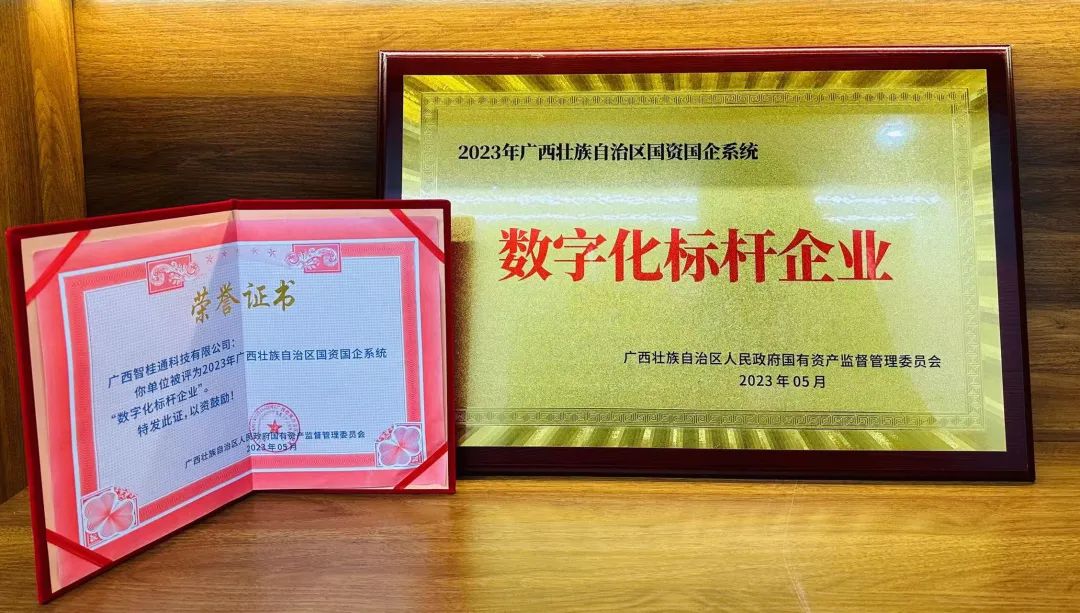 荣誉证书
广西智桂通科技有限公司：
你单位被评为2023年广西壮族自治区国资国企系统
“数字化标杆企业”。
特发此证，以资鼓励！
广西壮族自治区人民政府国有资产监督管理委员会
2023年05月
2023年广西壮族自治区国资国企系统
数字化标杆企业
广西壮族自治区人民政府国有资产监督管理委员会
2023年05月